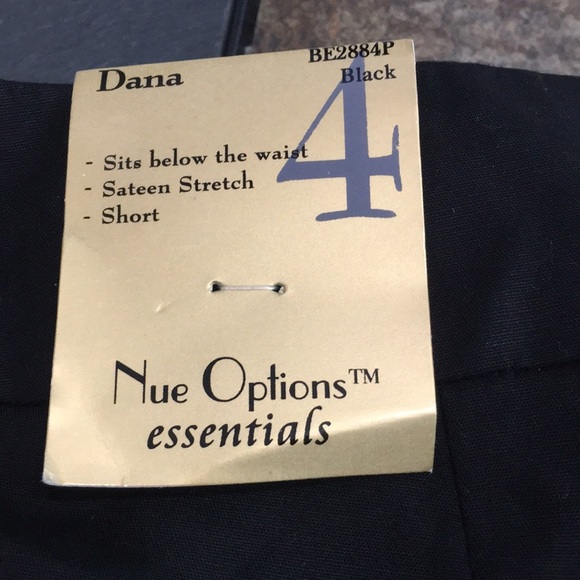 Dana
BE2884P
Black
4
- Sits below the waist
- Sateen Stretch
- Short
Nue Options™
essentials